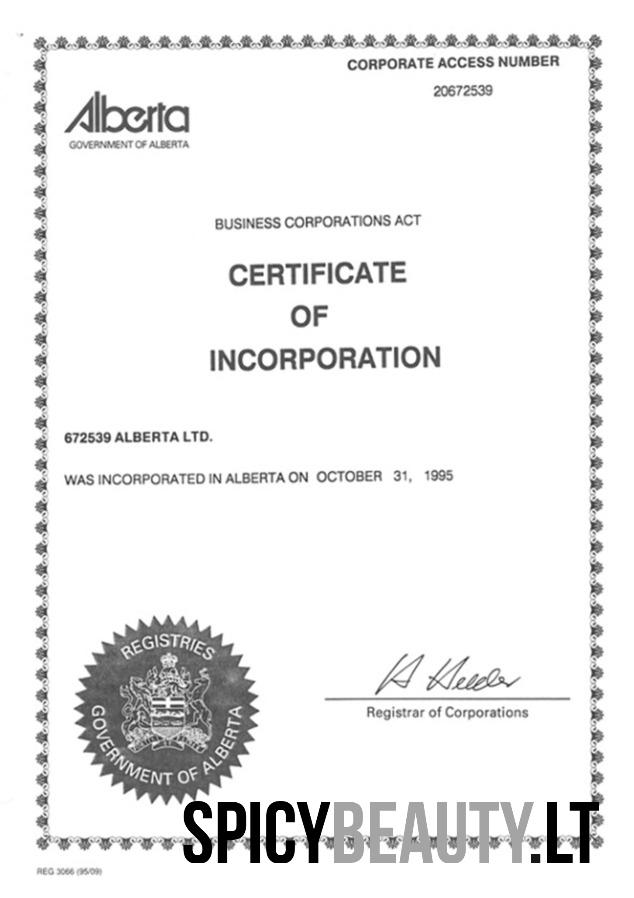 CORPORATE ACCESS NUMBER
20672539
Alberta
GOVERNMENT OF ALBERTA
BUSINESS CORPORATIONS ACT
CERTIFICATE
OF
INCORPORATION
672539 ALBERTA LTD.
WAS INCORPORATED IN ALBERTA ON OCTOBER 31, 1995
REGISTRIES
GOVERNMENT OF ALBERTA
Registrar of Corporations
SPICYBEAUTY.LT
REG 3066 (95/09)